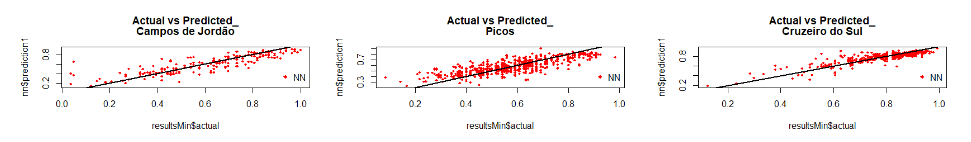 Actual vs Predicted_
Campos de Jordão
nn$prediction1
0.2 0.8
NN
0.0 0.2 0.4 0.6 0.8 1.0
resultsMin$actual
Actual vs Predicted_
Picos
nn$prediction1
0.3 0.7
NN
0.2 0.4 0.6 0.8 1.0
resultsMin$actual
Actual vs Predicted_
Cruzeiro do Sul
nn$prediction1
0.2 0.8
NN
0.2 0.4 0.6 0.8 1.0
resultsMin$actual